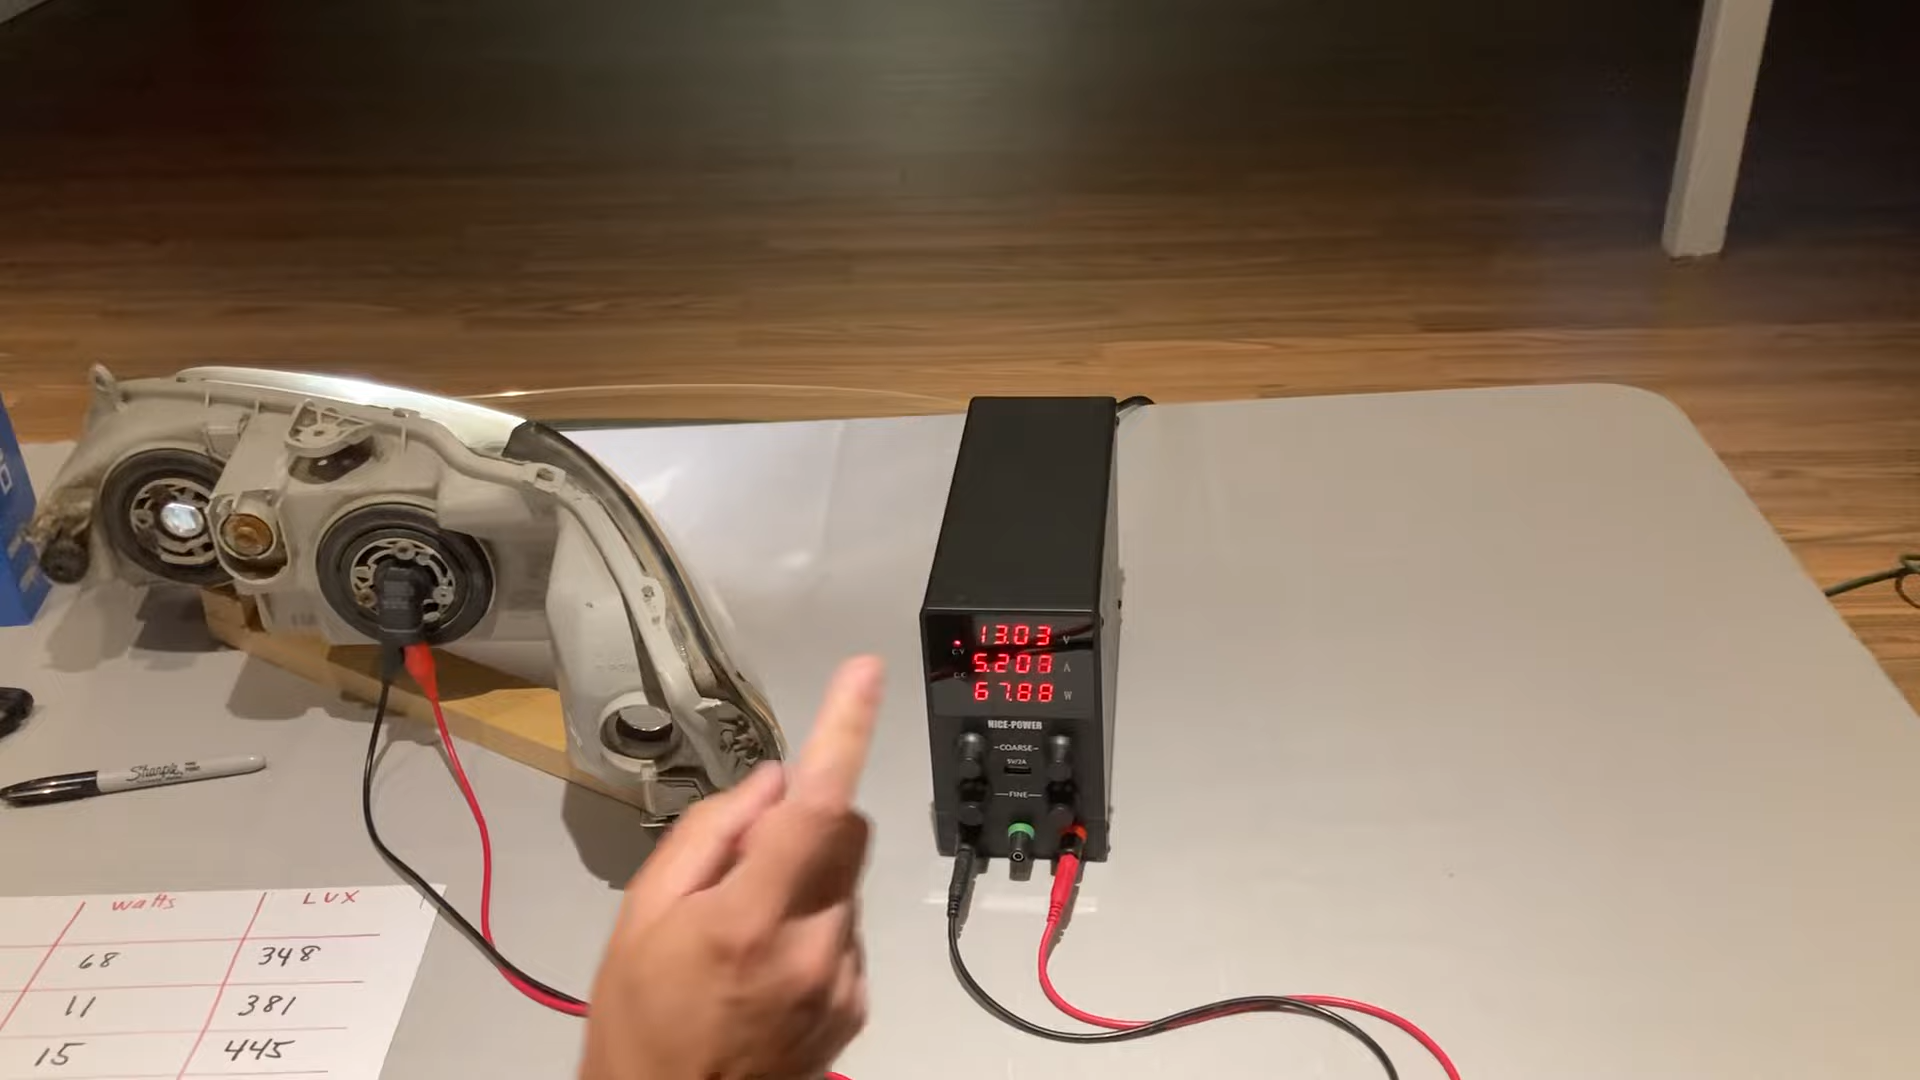 13.03 V
C.V
5.208 A
C.C
67.88 W
NICE-POWER
COARSE
5V/2A
FINE
Sharpie
watts LUX
68 348
11 381
15 445